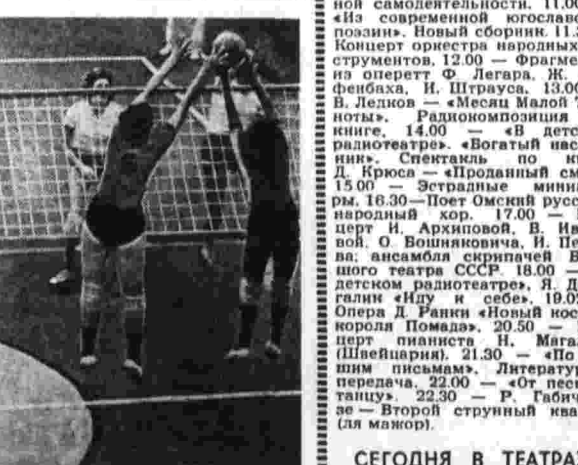 ной самодеятельности. 11.00
«Из современной югослав
поэзии». Новый сборник. 11.3
Концерт оркестра народных
струментов. 12.00 — Фрагме
из оперетт Ф. Легара, Ж.
фенбаха, И. Штрауса. 13.00
В. Ледков — «Месяц Малой
ноты». Радиокомпозиция
книге. 14.00 — «В детс
радиотеатре». «Богатый нас
ник». Спектакль по к
Д. Крюса — «Проданный см
15.00 — Эстрадные мини
ры. 16.30—Поет Омский русс
народный хор. 17.00 —
церт И. Архиповой, В. Ив
вой, О. Бошняковича, И. Пе
ва; ансамбля скрипачей Б
шого театра СССР. 18.00 —
детском радиотеатре». Я. Д
галин «Иду к себе». 19.05
Опера Д. Ранки «Новый кос
короля Помада». 20.50 —
церт пианиста Н. Мага
(Швейцария). 21.30 — «По
шим письмам». Литератур
передача. 22.00 — «От песн
танцу». 22.30 — Р. Габич
зе — Второй струнный ква
(ля мажор).
СЕГОДНЯ В ТЕАТРА